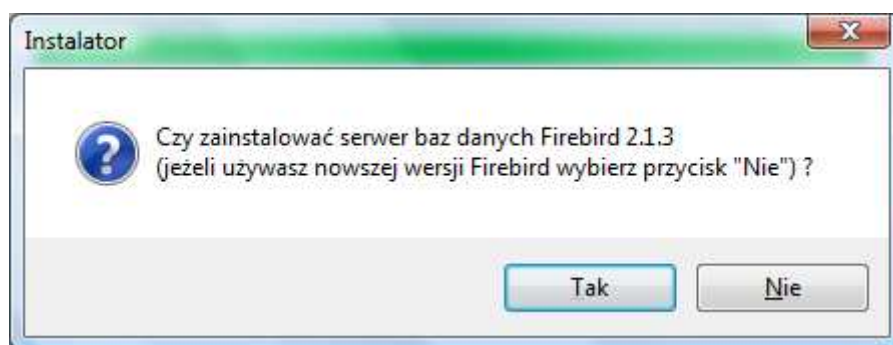 Instalator
Czy zainstalować serwer baz danych Firebird 2.1.3
(jeżeli używasz nowszej wersji Firebird wybierz przycisk "Nie") ?
Tak
Nie